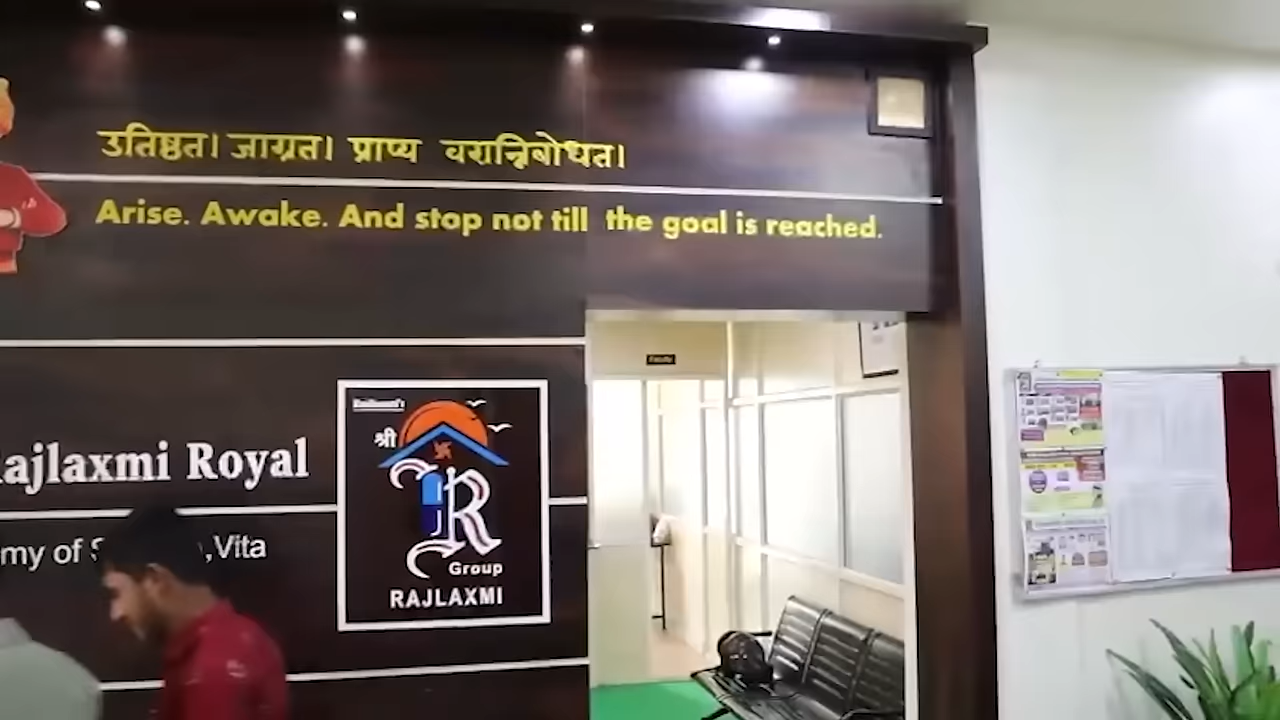 उतिष्ठत। जाग्रत। प्राप्य वरान्निबोधत।
Arise. Awake. And stop not till the goal is reached.
Faculty
श्री
R
Group
RAJLAXMI
ajlaxmi Royal
my of ,Vita